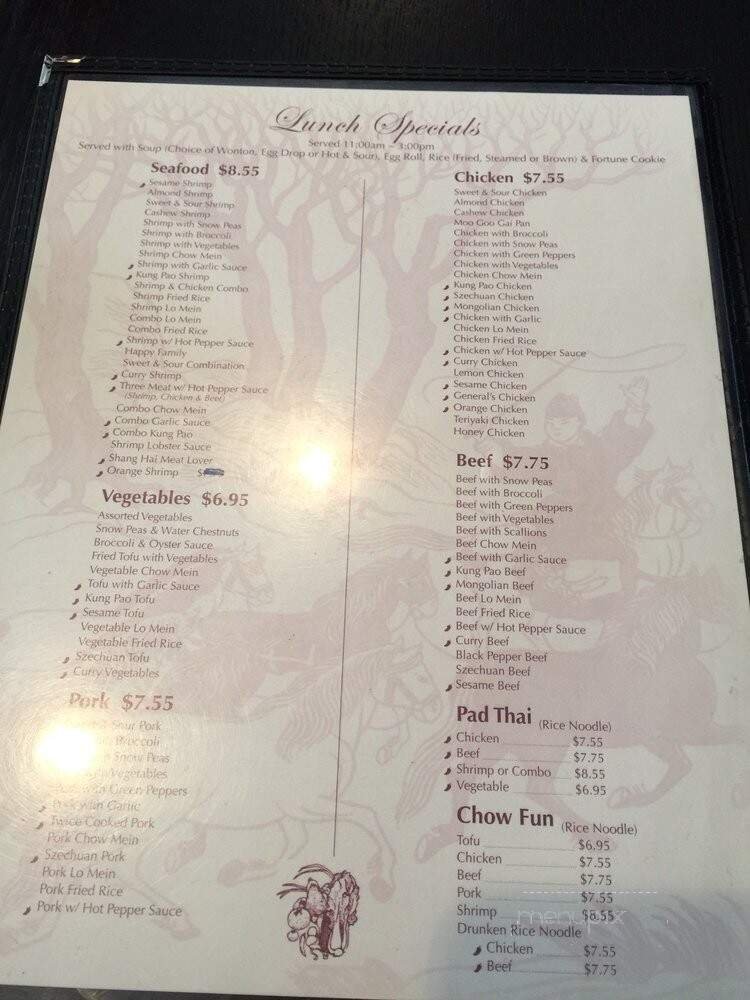 Lunch Specials
Served 11:00am ~ 3:00pm
Served with Soup (Choice of Wonton, Egg Drop or Hot & Sour), Egg Roll, Rice (Fried, Steamed or Brown) & Fortune Cookie
Seafood $8.55
Sesame Shrimp
Almond Shrimp
Sweet & Sour Shrimp
Cashew Shrimp
Shrimp with Snow Peas
Shrimp with Broccoli
Shrimp with Vegetables
Shrimp Chow Mein
Shrimp with Garlic Sauce
Kung Pao Shrimp
Shrimp & Chicken Combo
Shrimp Fried Rice
Shrimp Lo Mein
Combo Lo Mein
Combo Fried Rice
Shrimp w/ Hot Pepper Sauce
Happy Family
Sweet & Sour Combination
Curry Shrimp
Three Meat w/ Hot Pepper Sauce
(Shrimp, Chicken & Beef)
Combo Chow Mein
Combo Garlic Sauce
Combo Kung Pao
Shrimp Lobster Sauce
Shang Hai Meat Lover
Orange Shrimp $
Vegetables $6.95
Assorted Vegetables
Snow Peas & Water Chestnuts
Broccoli & Oyster Sauce
Fried Tofu with Vegetables
Vegetable Chow Mein
Tofu with Garlic Sauce
Kung Pao Tofu
Sesame Tofu
Vegetable Lo Mein
Vegetable Fried Rice
Szechuan Tofu
Curry Vegetables
Pork $7.55
& Sour Pork
Broccoli
Snow Peas
Vegetables
Pork with Green Peppers
Pork with Garlic
Twice Cooked Pork
Pork Chow Mein
Szechuan Pork
Pork Lo Mein
Pork Fried Rice
Pork w/ Hot Pepper Sauce
Chicken $7.55
Sweet & Sour Chicken
Almond Chicken
Cashew Chicken
Moo Goo Gai Pan
Chicken with Broccoli
Chicken with Snow Peas
Chicken with Green Peppers
Chicken with Vegetables
Chicken Chow Mein
Kung Pao Chicken
Szechuan Chicken
Mongolian Chicken
Chicken with Garlic
Chicken Lo Mein
Chicken Fried Rice
Chicken w/ Hot Pepper Sauce
Curry Chicken
Lemon Chicken
Sesame Chicken
General's Chicken
Orange Chicken
Teriyaki Chicken
Honey Chicken
Beef $7.75
Beef with Snow Peas
Beef with Broccoli
Beef with Green Peppers
Beef with Vegetables
Beef with Scallions
Beef Chow Mein
Beef with Garlic Sauce
Kung Pao Beef
Mongolian Beef
Beef Lo Mein
Beef Fried Rice
Beef w/ Hot Pepper Sauce
Curry Beef
Black Pepper Beef
Szechuan Beef
Sesame Beef
Pad Thai (Rice Noodle)
Chicken $7.55
Beef $7.75
Shrimp or Combo $8.55
Vegetable $6.95
Chow Fun (Rice Noodle)
Tofu $6.95
Chicken $7.55
Beef $7.75
Pork $7.55
Shrimp $8.55
menupix
Drunken Rice Noodle
Chicken $7.55
Beef $7.75